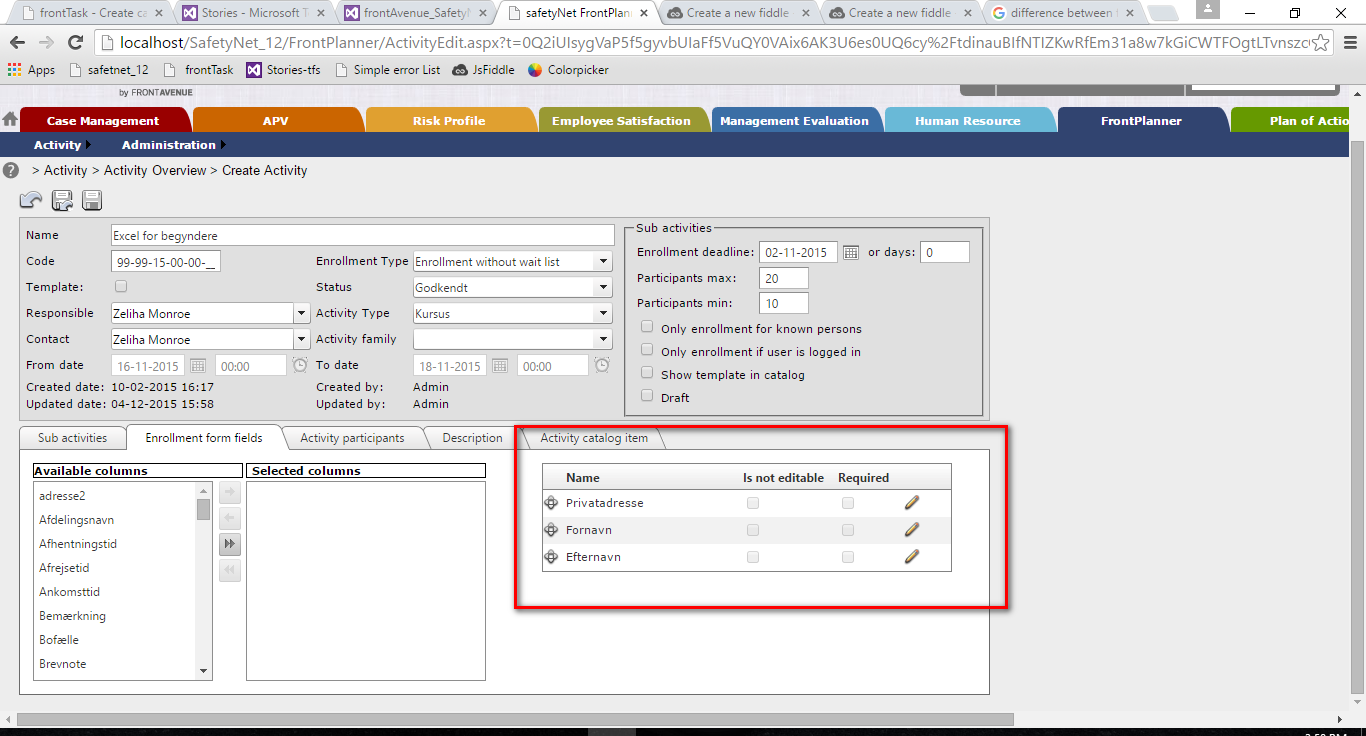 frontTask - Create ca
Stories - Microsoft T
frontAvenue_SafetyN
safetyNet FrontPlann
Create a new fiddle
Create a new fiddle
difference between
localhost/SafetyNet_12/FrontPlanner/ActivityEdit.aspx?t=
Apps safetnet_12 frontTask Stories-tfs Simple error List JsFiddle Colorpicker
by FRONTAVENUE
Case Management APV Risk Profile Employee Satisfaction Management Evaluation Human Resource FrontPlanner Plan of Actio
Activity Administration
> Activity > Activity Overview > Create Activity
Name Excel for begyndere
Code 99-99-15-00-00-__ Enrollment Type Enrollment without wait list
Template: Status Godkendt
Responsible Zeliha Monroe Activity Type Kursus
Contact Zeliha Monroe Activity family
From date 16-11-2015 00:00 To date 18-11-2015 00:00
Created date: 10-02-2015 16:17 Created by: Admin
Updated date: 04-12-2015 15:58 Updated by: Admin
Sub activities
Enrollment deadline: 02-11-2015 or days: 0
Participants max: 20
Participants min: 10
Only enrollment for known persons
Only enrollment if user is logged in
Show template in catalog
Draft
Sub activities Enrollment form fields Activity participants Description Activity catalog item
Available columns Selected columns
adresse2
Afdelingsnavn
Afhentningstid
Afrejsetid
Ankomsttid
Bemærkning
Bofælle
Brevnote
Name Is not editable Required
Privatadresse
Fornavn
Efternavn